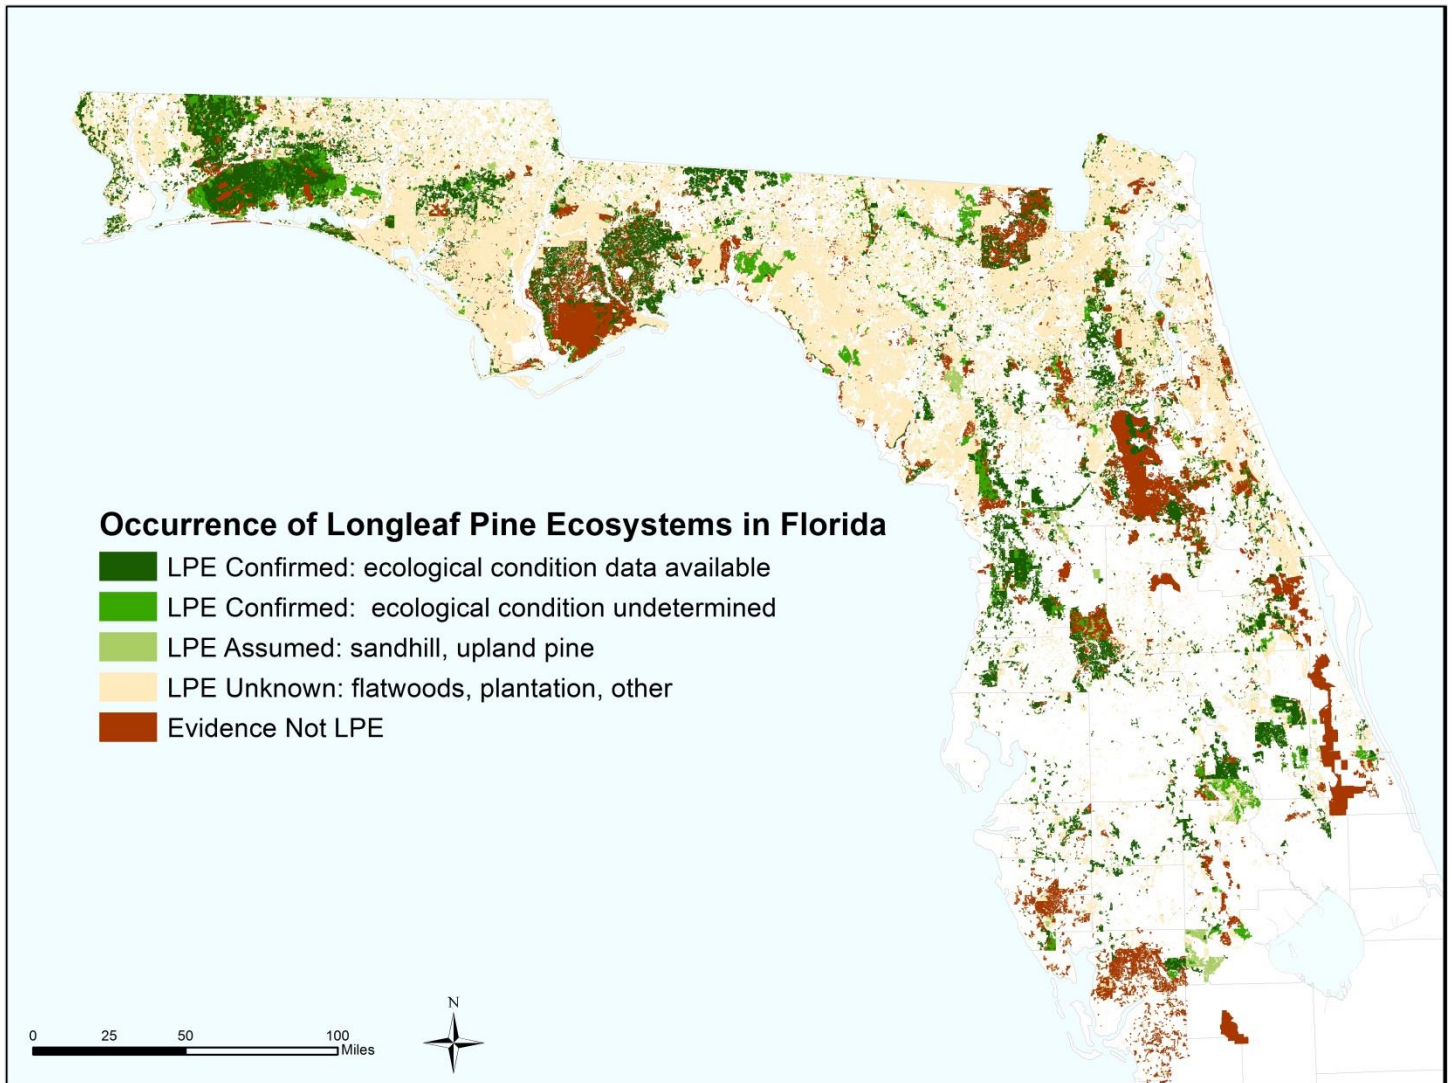 Occurrence of Longleaf Pine Ecosystems in Florida
LPE Confirmed: ecological condition data available
LPE Confirmed: ecological condition undetermined
LPE Assumed: sandhill, upland pine
LPE Unknown: flatwoods, plantation, other
Evidence Not LPE
N
0 25 50 100
Miles